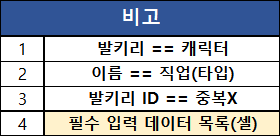 비고
1 발키리 == 캐릭터
2 이름 == 직업(타입)
3 발키리 ID == 중복X
4 필수 입력 데이터 목록(셀)